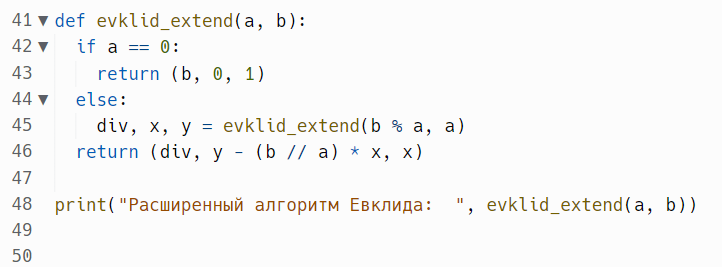 41 ▼ def evklid_extend(a, b):
42 ▼   if a == 0:
43       return (b, 0, 1)
44 ▼   else:
45       div, x, y = evklid_extend(b % a, a)
46     return (div, y - (b // a) * x, x)
47
48   print("Расширенный алгоритм Евклида:  ", evklid_extend(a, b))
49
50